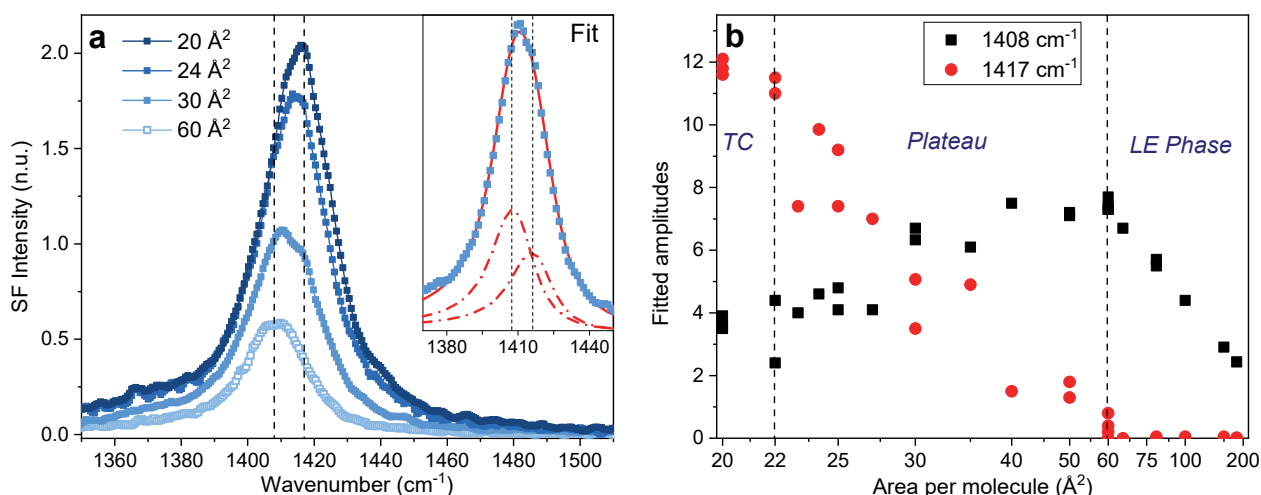 a
20 Å²
24 Å²
30 Å²
60 Å²
SF Intensity (n.u.)
2.0
1.5
1.0
0.5
0.0
1360 1380 1400 1420 1440 1460 1480 1500
Wavenumber (cm⁻¹)
Fit
1380 1410 1440
b
1408 cm⁻¹
1417 cm⁻¹
TC
Plateau
LE Phase
Fitted amplitudes
12
10
8
6
4
2
0
20 22 30 40 50 60 75 100 200
Area per molecule (Å²)